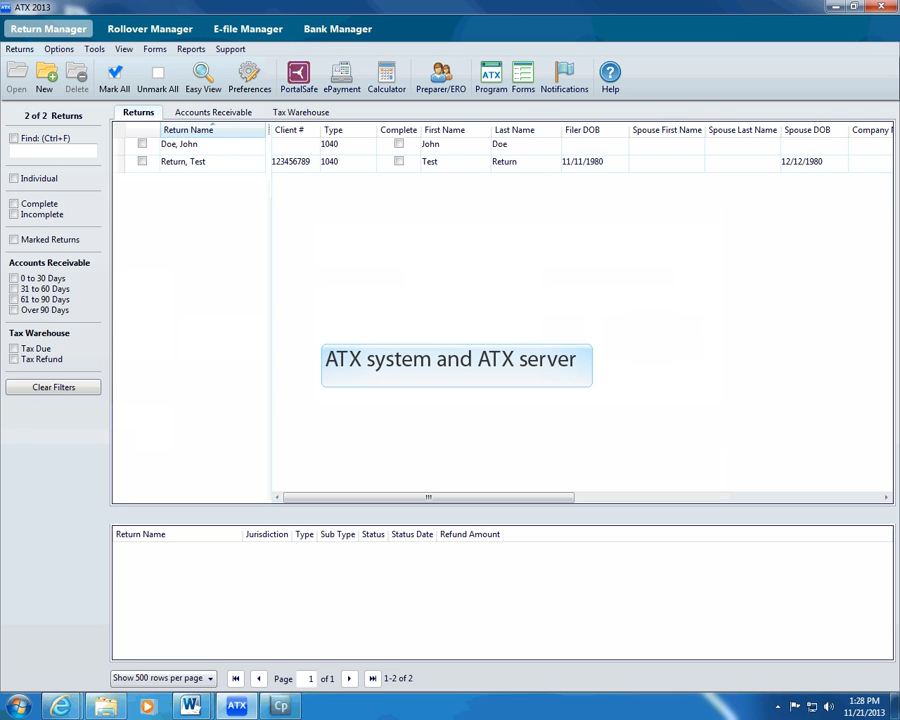 ATX 2013
Return Manager Rollover Manager E-file Manager Bank Manager
Returns Options Tools View Forms Reports Support
Open New Delete Mark All Unmark All Easy View Preferences PortalSafe ePayment Calculator Preparer/ERO ATX Program Forms Notifications ? Help
2 of 2 Returns
Returns Accounts Receivable Tax Warehouse
Find: (Ctrl+F)
Individual
Complete
Incomplete
Marked Returns
Accounts Receivable
0 to 30 Days
31 to 60 Days
61 to 90 Days
Over 90 Days
Tax Warehouse
Tax Due
Tax Refund
Clear Filters
Return Name Client # Type Complete First Name Last Name Filer DOB Spouse First Name Spouse Last Name Spouse DOB Company N
Doe, John 1040 John Doe
Return, Test 123456789 1040 Test Return 11/11/1980 12/12/1980
ATX system and ATX server
Return Name Jurisdiction Type Sub Type Status Status Date Refund Amount
Show 500 rows per page Page 1 of 1 1-2 of 2
W ATX Cp
1:28 PM
11/21/2013